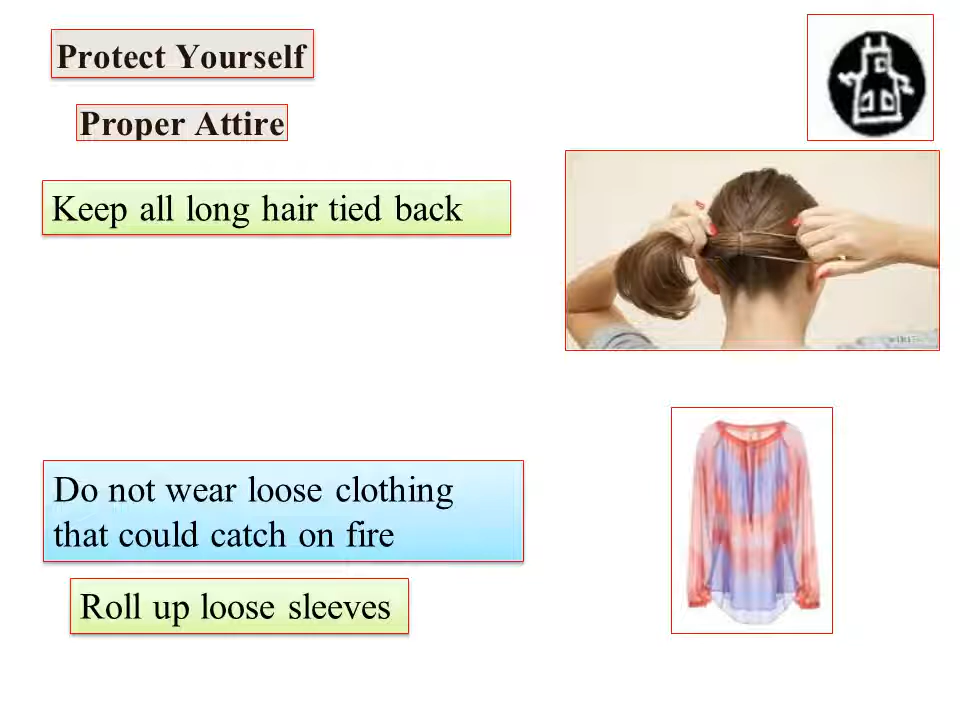 Protect Yourself
Proper Attire
Keep all long hair tied back
Do not wear loose clothing
that could catch on fire
Roll up loose sleeves